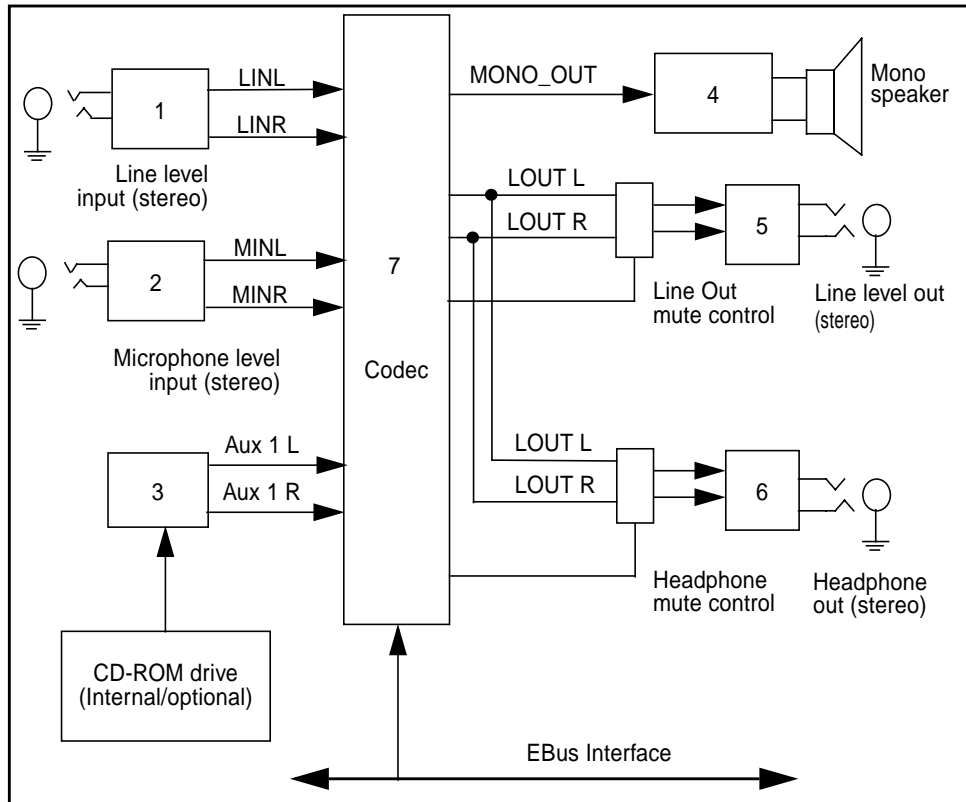 LINL
MONO_OUT
Mono
speaker
1
4
LINR
Line level
input (stereo)
LOUT L
LOUT R
5
MINL
7
2
MINR
Line Out
mute control
Line level out
(stereo)
Microphone level
input (stereo)
Codec
Aux 1 L
LOUT L
3
Aux 1 R
LOUT R
6
Headphone
mute control
Headphone
out (stereo)
CD-ROM drive
(Internal/optional)
EBus Interface